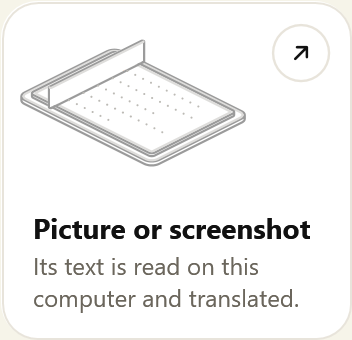 Picture or screenshot
Its text is read on this
computer and translated.